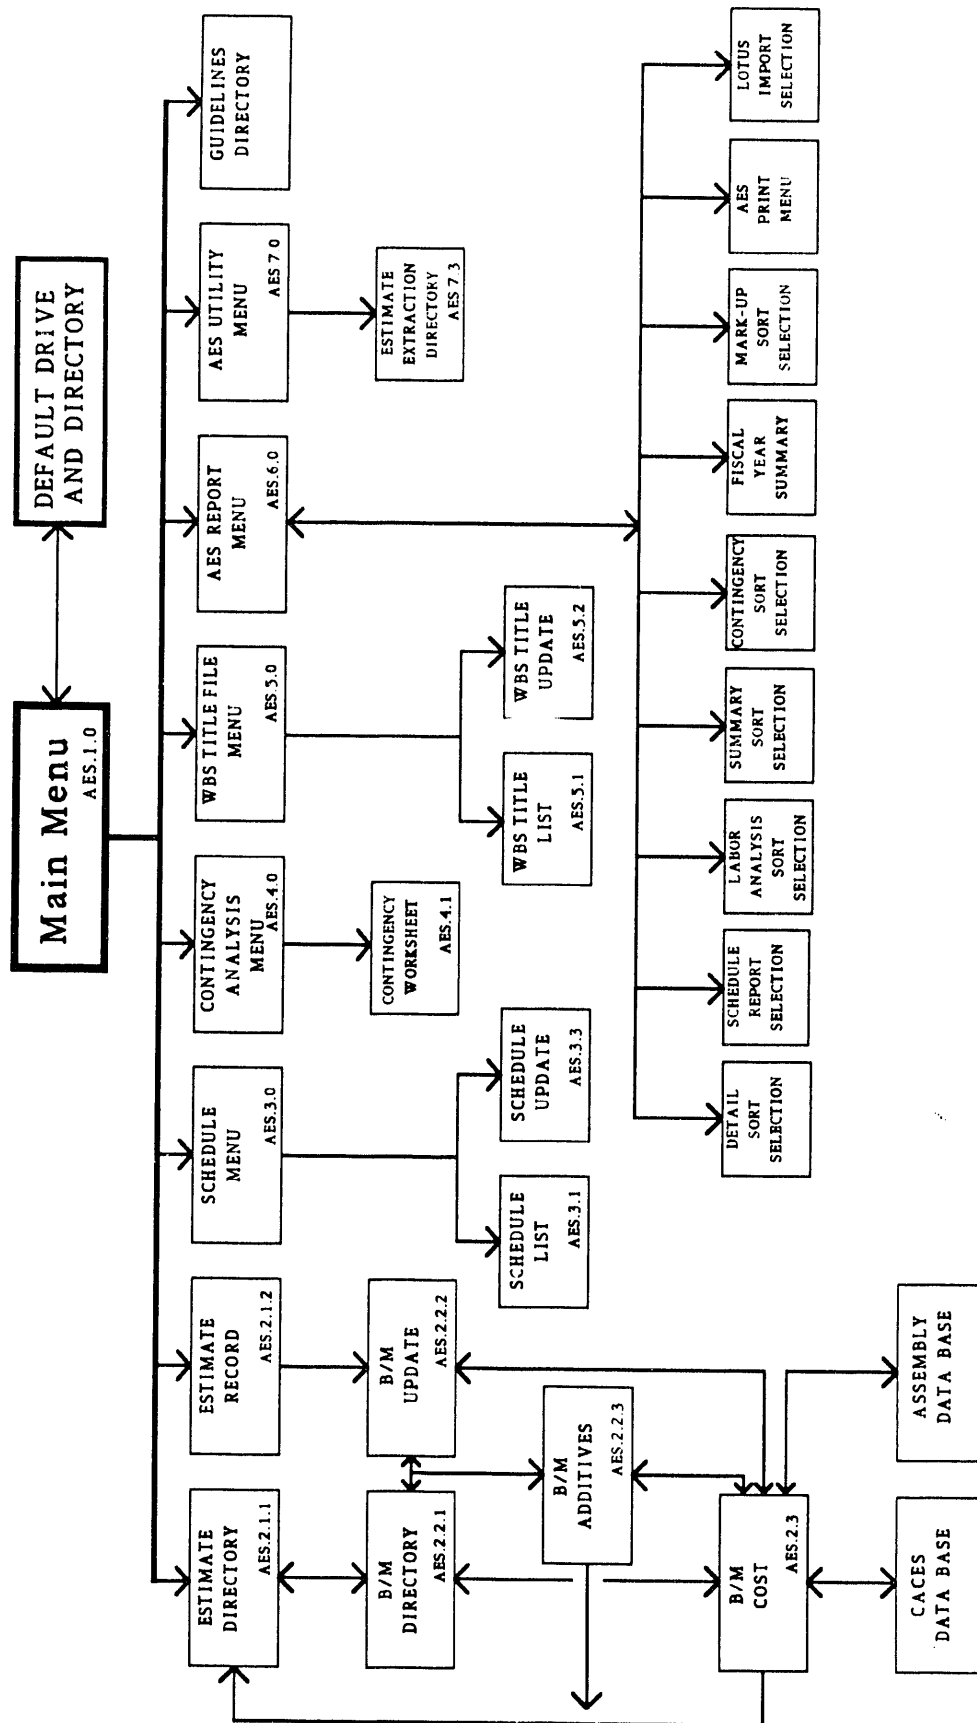 Main Menu
AES.1.0
DEFAULT DRIVE
AND DIRECTORY
ESTIMATE
DIRECTORY
AES.2.1.1
ESTIMATE
RECORD
AES.2.1.2
SCHEDULE
MENU
AES.3.0
CONTINGENCY
ANALYSIS
MENU
AES.4.0
WBS TITLE FILE
MENU
AES.5.0
AES REPORT
MENU
AES.6.0
AES UTILITY
MENU
AES 7 0
GUIDELINES
DIRECTORY
B/M
DIRECTORY
AES.2.2.1
B/M
UPDATE
AES.2.2.2
CONTINGENCY
WORKSHEET
AES.4.1
ESTIMATE
EXTRACTION
DIRECTORY
AES 7.3
SCHEDULE
LIST
AES.3.1
SCHEDULE
UPDATE
AES.3.3
WBS TITLE
LIST
AES.5.1
WBS TITLE
UPDATE
AES.5.2
B/M
ADDITIVES
AES.2.2.3
B/M
COST
AES.2.3
DETAIL
SORT
SELECTION
SCHEDULE
REPORT
SELECTION
LABOR
ANALYSIS
SORT
SELECTION
SUMMARY
SORT
SELECTION
CONTINGENCY
SORT
SELECTION
FISCAL
YEAR
SUMMARY
MARK-UP
SORT
SELECTION
AES
PRINT
MENU
LOTUS
IMPORT
SELECTION
CACES
DATA BASE
ASSEMBLY
DATA BASE